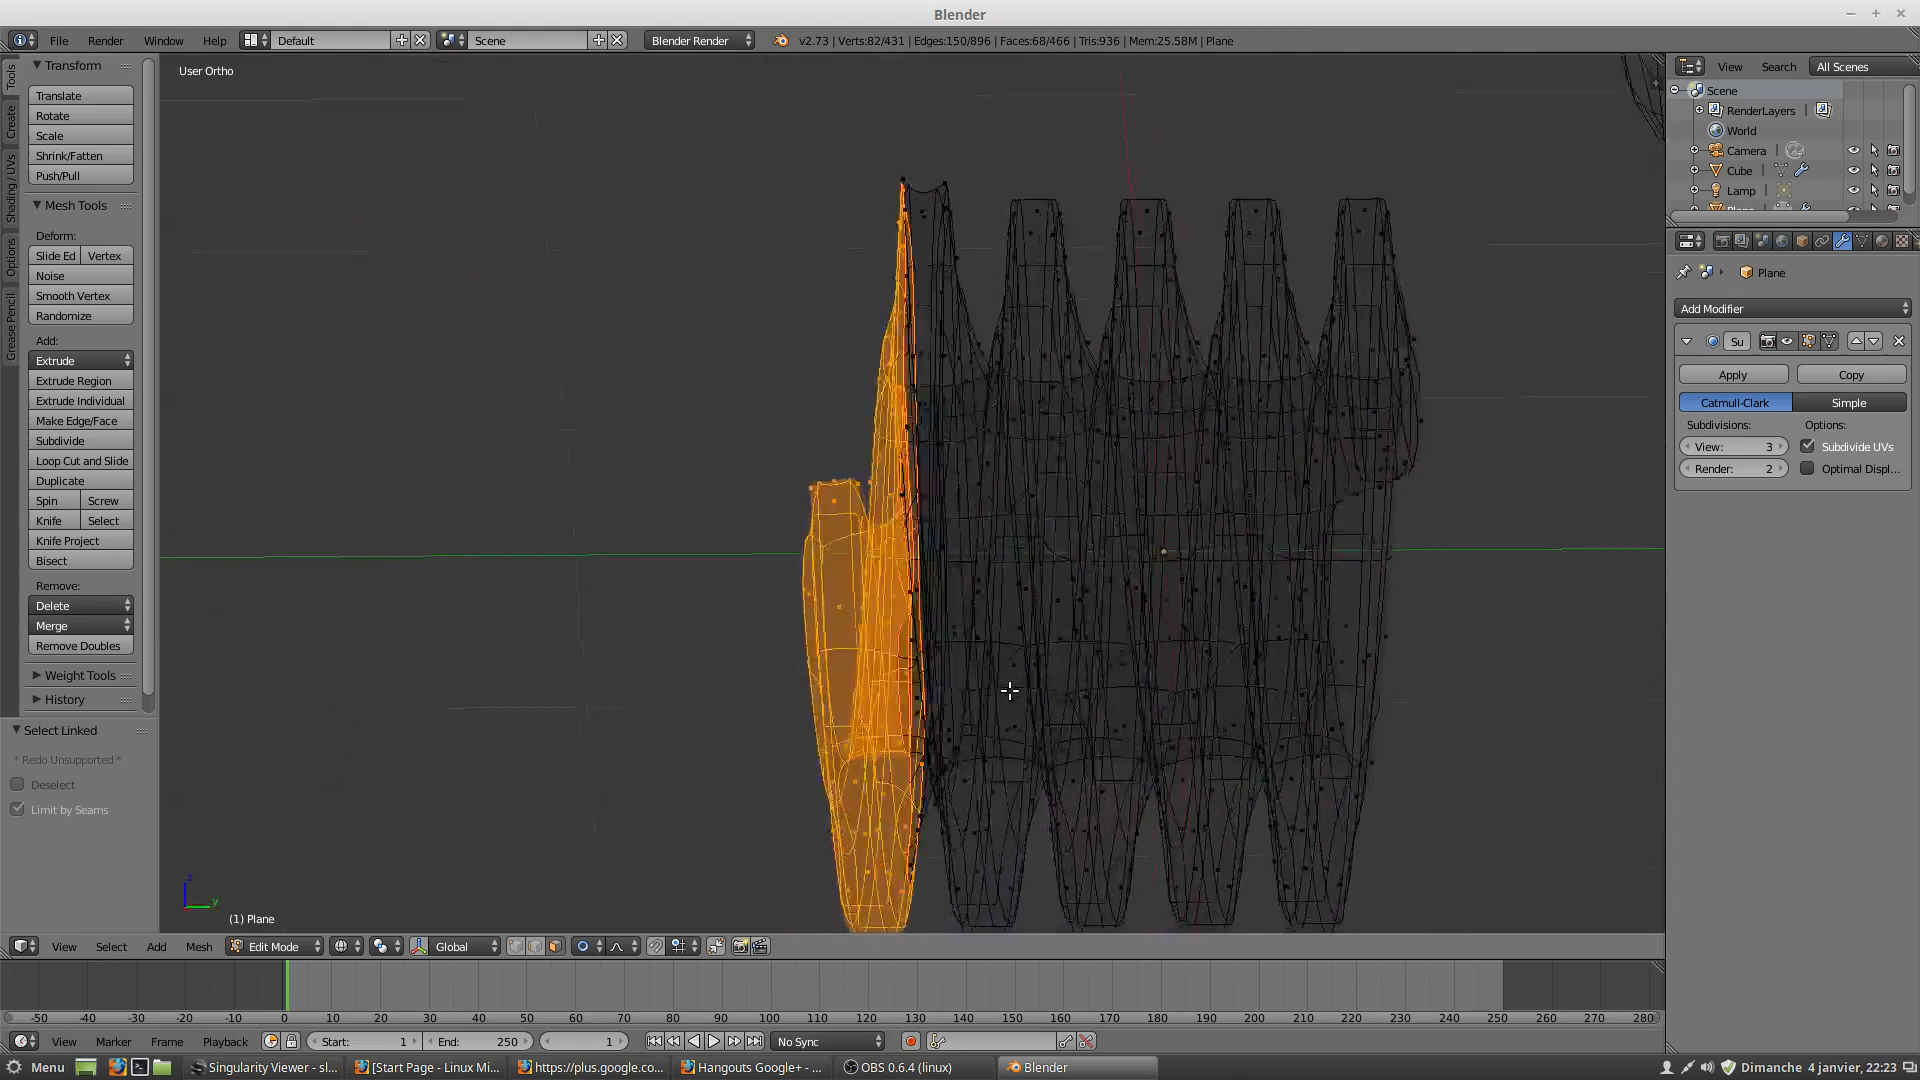 Blender
File Render Window Help Default Scene Blender Render v2.73 | Verts:82/431 | Edges:150/896 | Faces:68/466 | Tris:936 | Mem:25.58M | Plane
Tools
Create
Shading / UVs
Options
Grease Pencil
Transform
Translate
Rotate
Scale
Shrink/Fatten
Push/Pull
Mesh Tools
Deform:
Slide Ed Vertex
Noise
Smooth Vertex
Randomize
Add:
Extrude
Extrude Region
Extrude Individual
Make Edge/Face
Subdivide
Loop Cut and Slide
Duplicate
Spin Screw
Knife Select
Knife Project
Bisect
Remove:
Delete
Merge
Remove Doubles
Weight Tools
History
Select Linked
* Redo Unsupported *
Deselect
Limit by Seams
User Ortho
z
y
(1) Plane
View Search All Scenes
Scene
RenderLayers |
World
Camera |
Cube |
Lamp |
Plane
Add Modifier
Su
Apply Copy
Catmull-Clark Simple
Subdivisions: Options:
View: 3 Subdivide UVs
Render: 2 Optimal Displ...
View Select Add Mesh Edit Mode Global
-50 -40 -30 -20 -10 0 10 20 30 40 50 60 70 80 90 100 110 120 130 140 150 160 170 180 190 200 210 220 230 240 250 260 270 280
View Marker Frame Playback Start: 1 End: 250 1 No Sync
Menu Singularity Viewer - sl... [Start Page - Linux Mi... https://plus.google.co... Hangouts Google+ - ... OBS 0.6.4 (linux) Blender Dimanche 4 janvier, 22:23